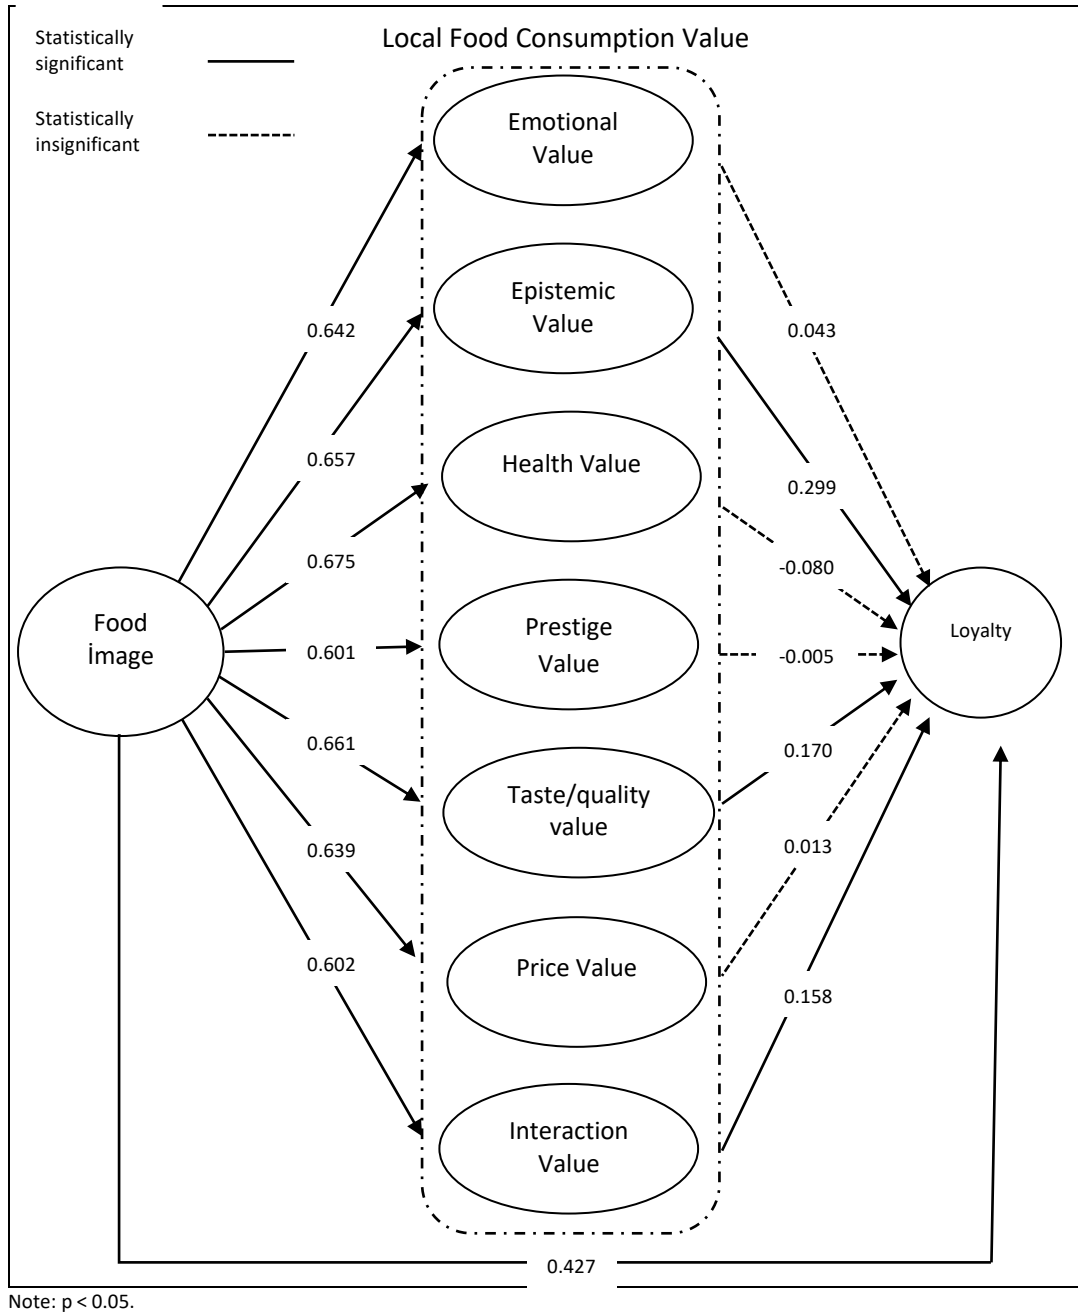 Statistically
significant
Statistically
insignificant
Local Food Consumption Value
Emotional
Value
Epistemic
Value
Health Value
Prestige
Value
Taste/quality
value
Price Value
Interaction
Value
Food
İmage
Loyalty
0.642
0.657
0.675
0.601
0.661
0.639
0.602
0.043
0.299
-0.080
-0.005
0.170
0.013
0.158
0.427
Note: p < 0.05.